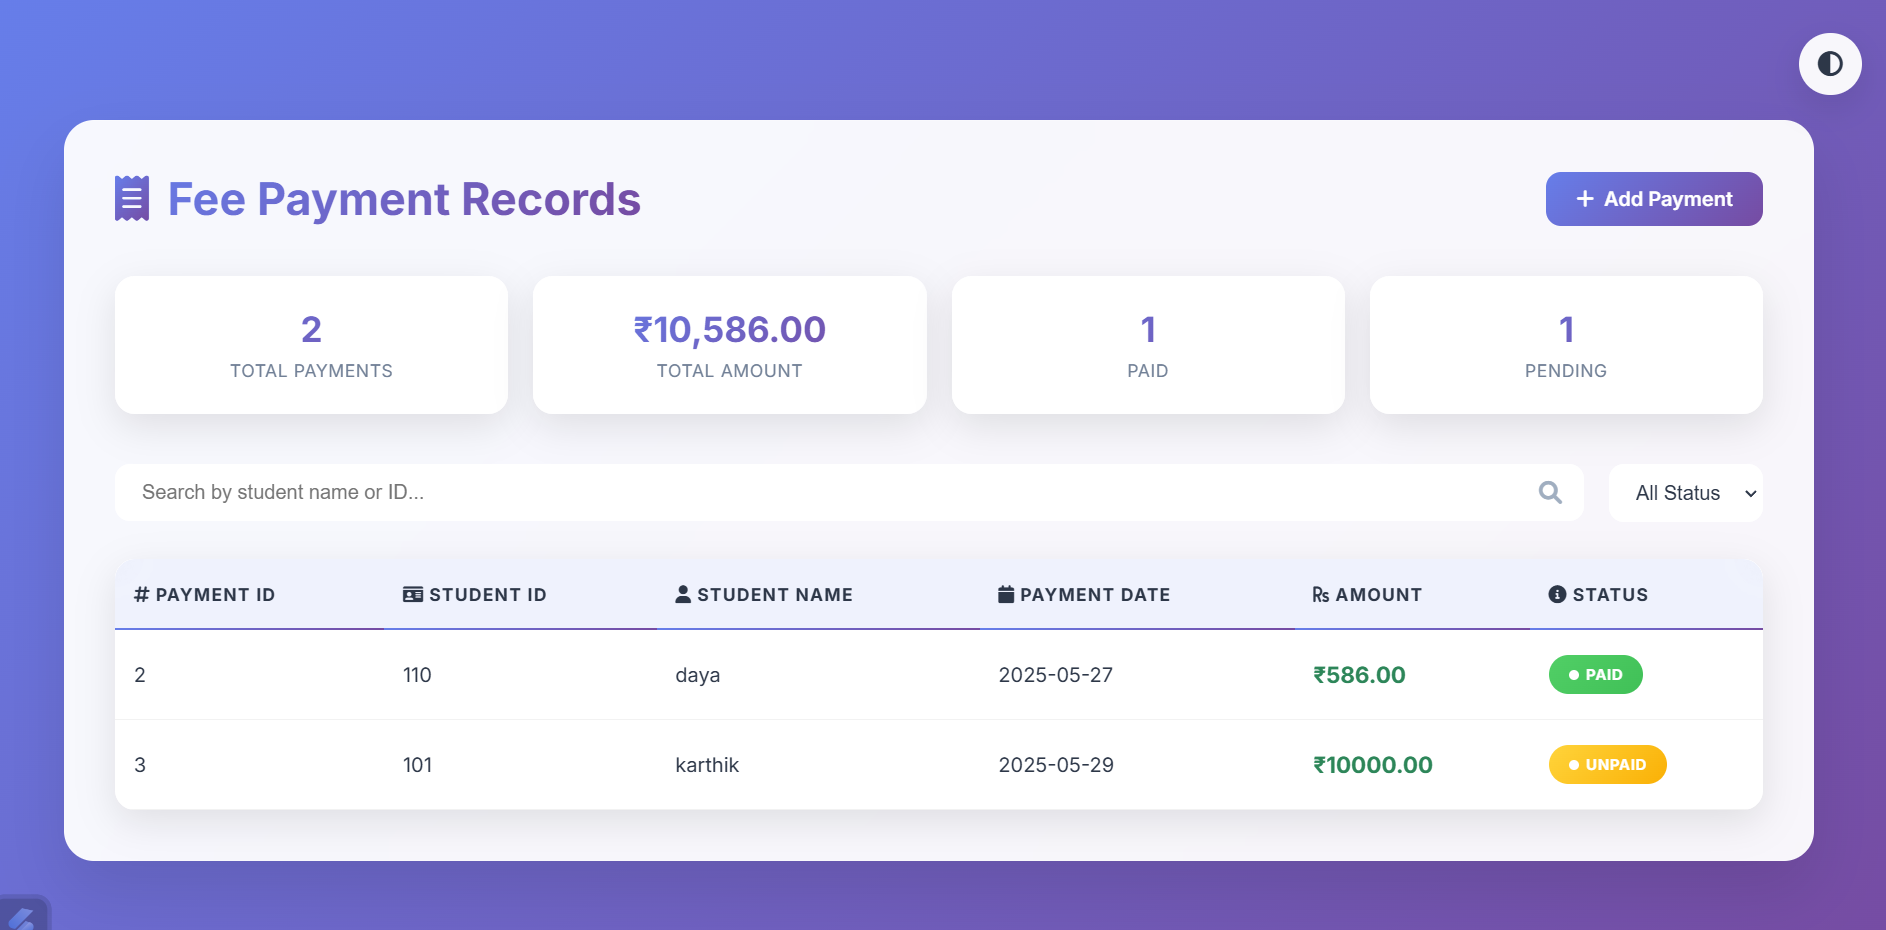 Fee Payment Records
+ Add Payment
2
TOTAL PAYMENTS
₹10,586.00
TOTAL AMOUNT
1
PAID
1
PENDING
Search by student name or ID...
All Status
# PAYMENT ID STUDENT ID STUDENT NAME PAYMENT DATE ₨ AMOUNT STATUS
2 110 daya 2025-05-27 ₹586.00 PAID
3 101 karthik 2025-05-29 ₹10000.00 UNPAID